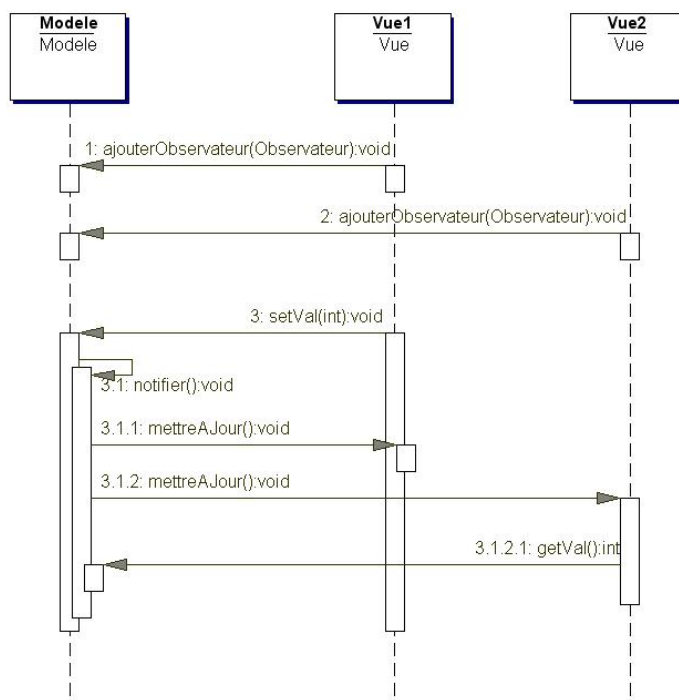 Modele
Modele
Vue1
Vue
Vue2
Vue
1: ajouterObservateur(Observateur):void
2: ajouterObservateur(Observateur):void
3: setVal(int):void
3.1: notifier():void
3.1.1: mettreAJour():void
3.1.2: mettreAJour():void
3.1.2.1: getVal():int